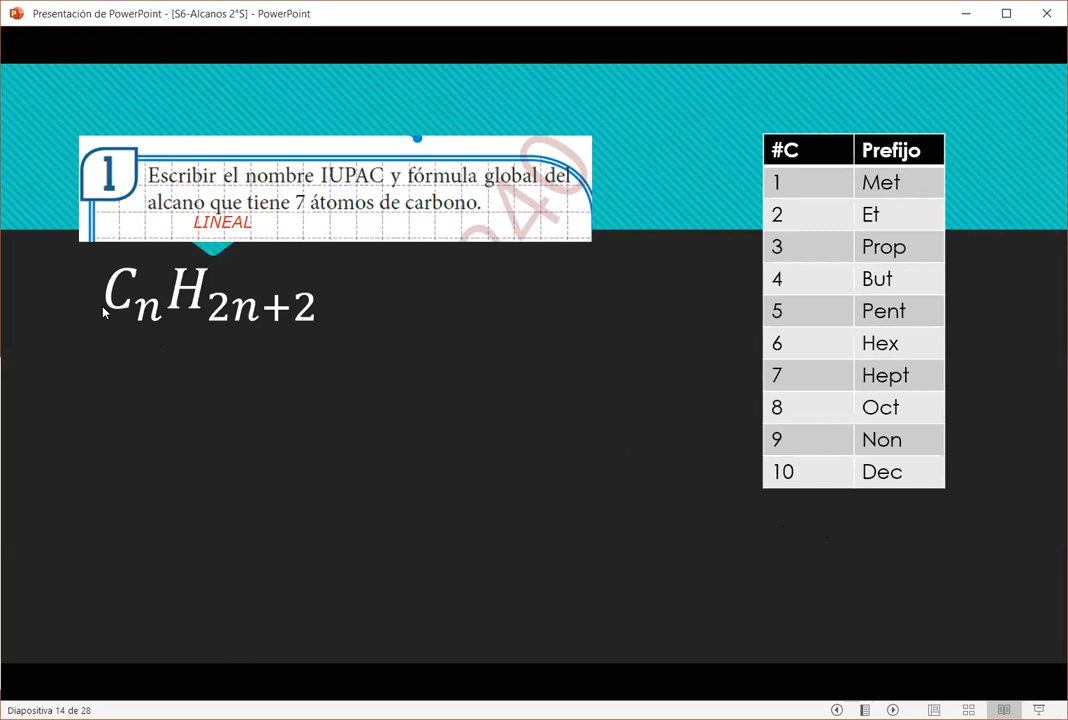 Presentación de PowerPoint - [S6-Alcanos 2°S] - PowerPoint
1
Escribir el nombre IUPAC y fórmula global del
alcano que tiene 7 átomos de carbono.
LINEAL
240
CₙH₂ₙ₊₂
#C Prefijo
1 Met
2 Et
3 Prop
4 But
5 Pent
6 Hex
7 Hept
8 Oct
9 Non
10 Dec
Diapositiva 14 de 28